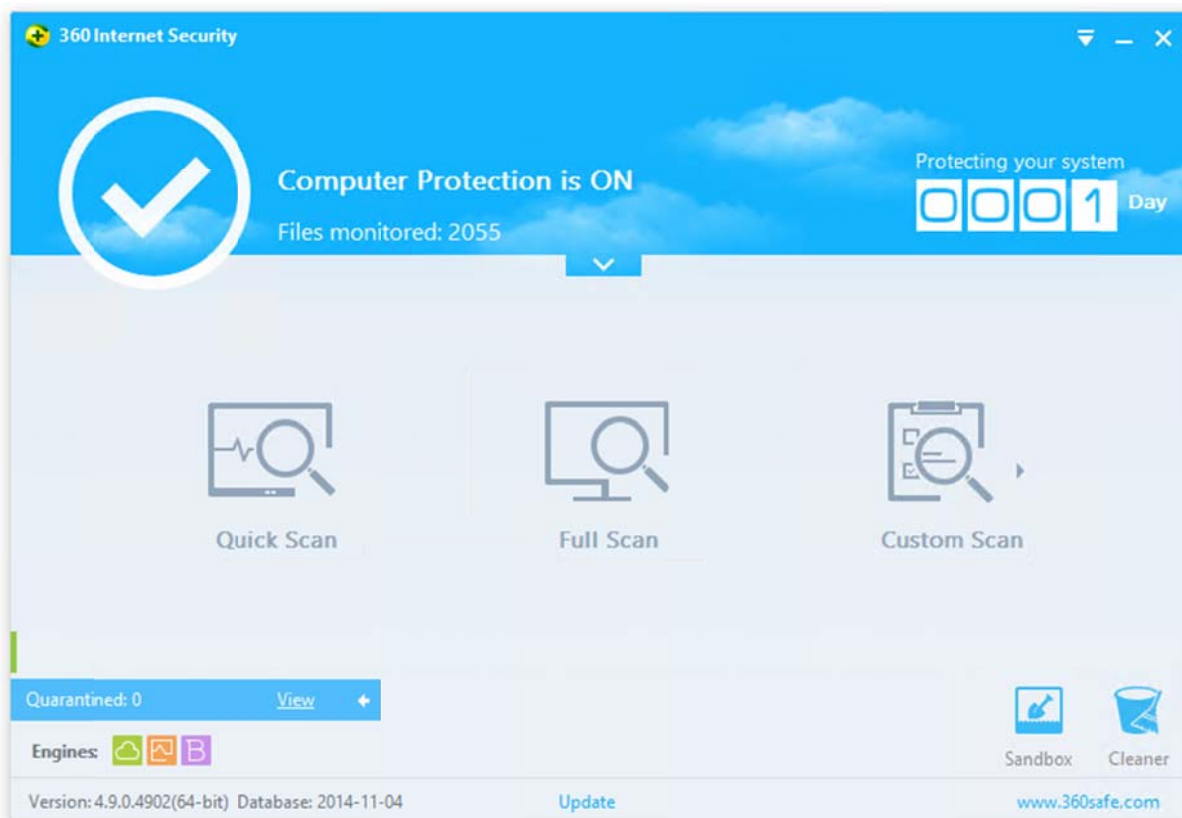 360 Internet Security
Computer Protection is ON
Files monitored: 2055
Protecting your system
0001 Day
Quick Scan
Full Scan
Custom Scan
Quarantined: 0 View
Engines:
Sandbox
Cleaner
Version: 4.9.0.4902(64-bit) Database: 2014-11-04
Update
www.360safe.com